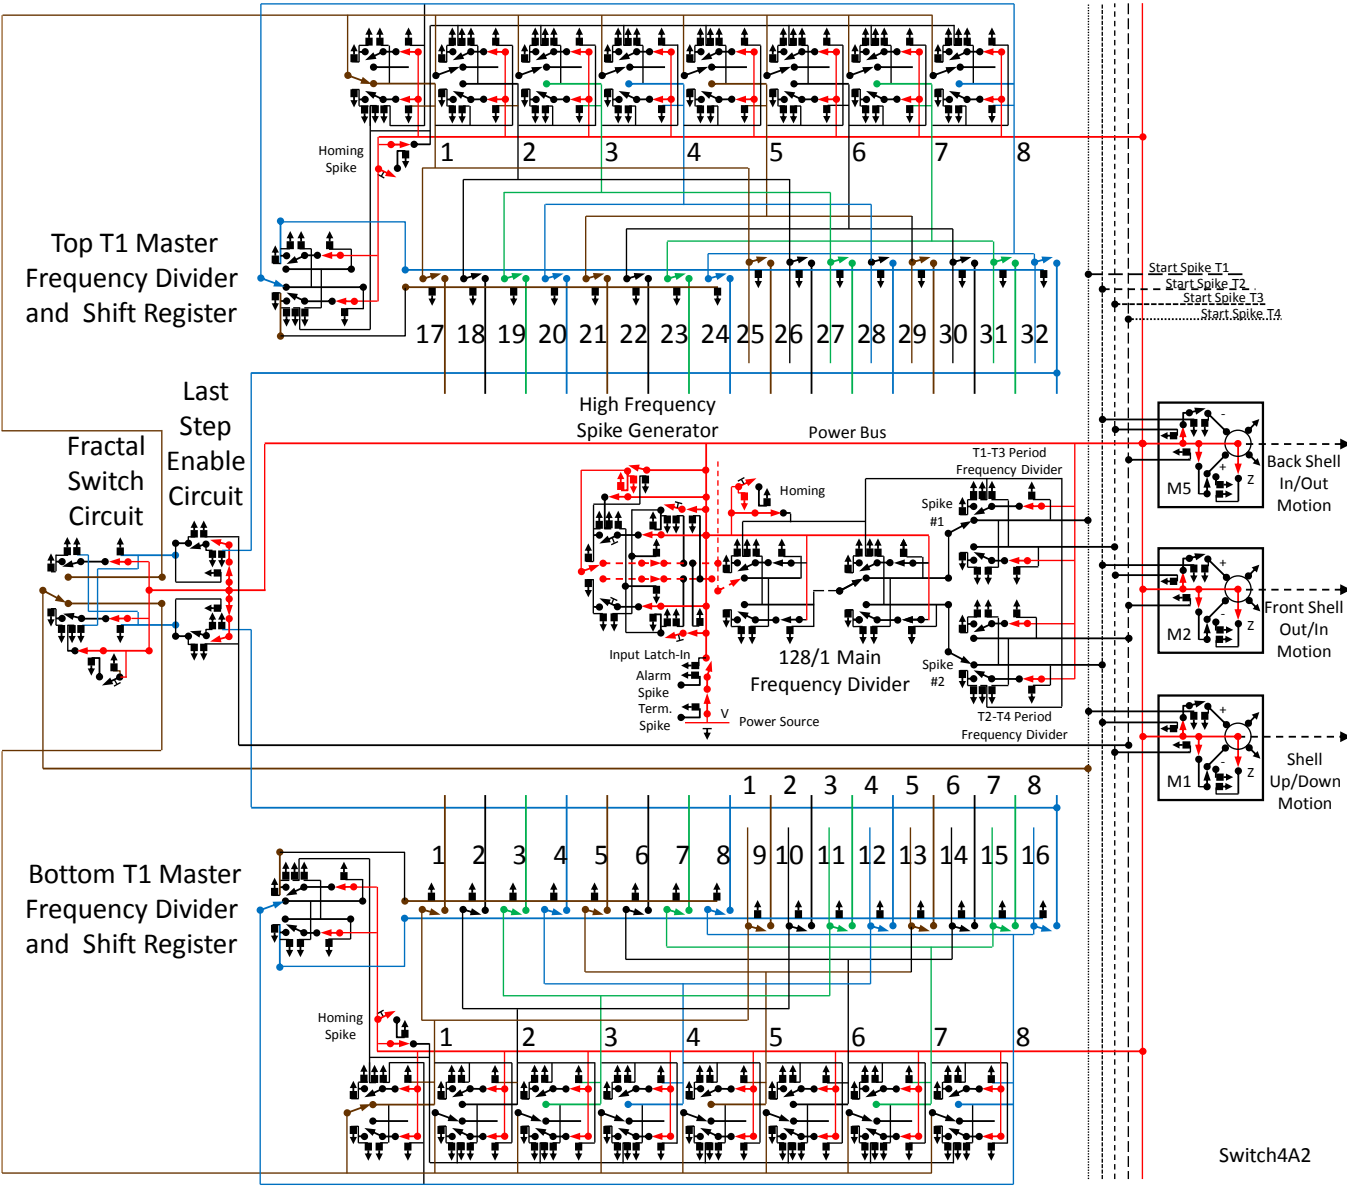 Homing
Spike
1 2 3 4 5 6 7 8
Top T1 Master
Frequency Divider
and Shift Register
Start Spike T1
Start Spike T2
Start Spike T3
Start Spike T4
17 18 19 20 21 22 23 24 25 26 27 28 29 30 31 32
Last
Step
Enable
Circuit
Fractal
Switch
Circuit
High Frequency
Spike Generator
Power Bus
T1-T3 Period
Frequency Divider
Homing
Spike
#1
Input Latch-In
Alarm
Spike
Term.
Spike
V
Power Source
128/1 Main
Frequency Divider
Spike
#2
T2-T4 Period
Frequency Divider
-
+
Z
M5
Back Shell
In/Out
Motion
+
-
Z
M2
Front Shell
Out/In
Motion
+
-
Z
M1
Shell
Up/Down
Motion
1 2 3 4 5 6 7 8
1 2 3 4 5 6 7 8 9 10 11 12 13 14 15 16
Bottom T1 Master
Frequency Divider
and Shift Register
Homing
Spike
1 2 3 4 5 6 7 8
Switch4A2